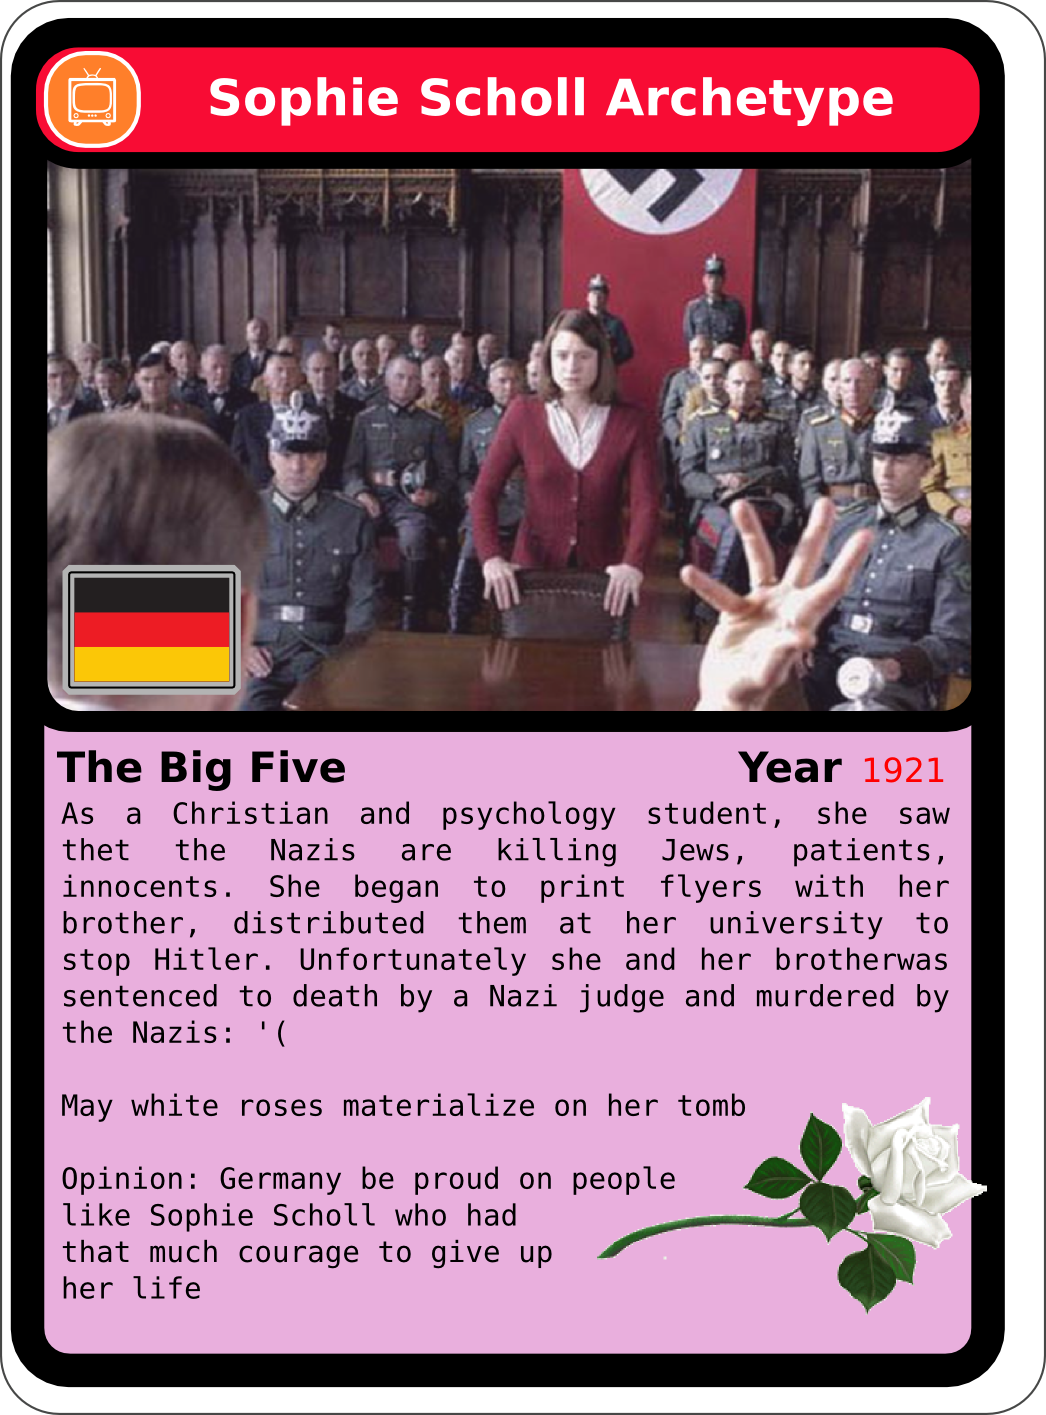 Sophie Scholl Archetype
The Big Five Year 1921
As a Christian and psychology student, she saw
thet the Nazis are killing Jews, patients,
innocents. She began to print flyers with her
brother, distributed them at her university to
stop Hitler. Unfortunately she and her brotherwas
sentenced to death by a Nazi judge and murdered by
the Nazis: '(
May white roses materialize on her tomb
Opinion: Germany be proud on people
like Sophie Scholl who had
that much courage to give up
her life